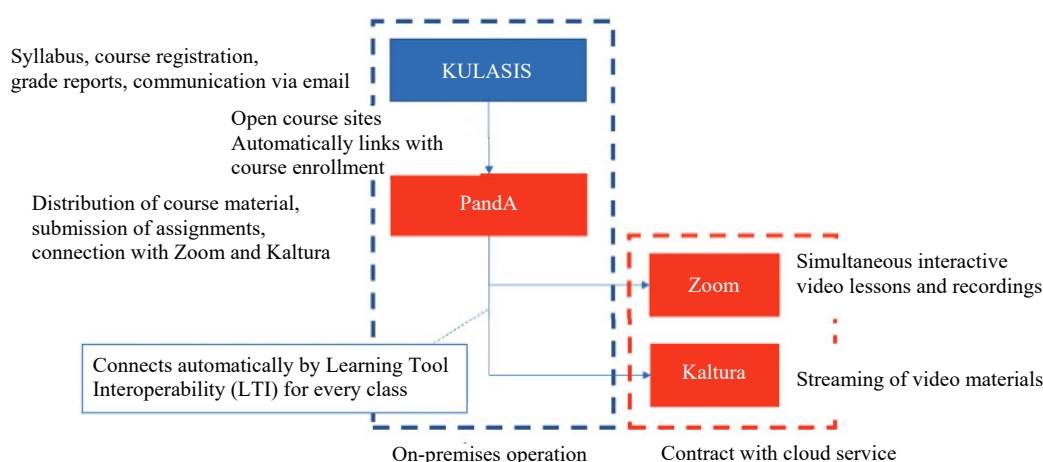 Syllabus, course registration,
grade reports, communication via email
KULASIS
Open course sites
Automatically links with
course enrollment
PandA
Distribution of course material,
submission of assignments,
connection with Zoom and Kaltura
Zoom
Simultaneous interactive
video lessons and recordings
Connects automatically by Learning Tool
Interoperability (LTI) for every class
Kaltura
Streaming of video materials
On-premises operation
Contract with cloud service